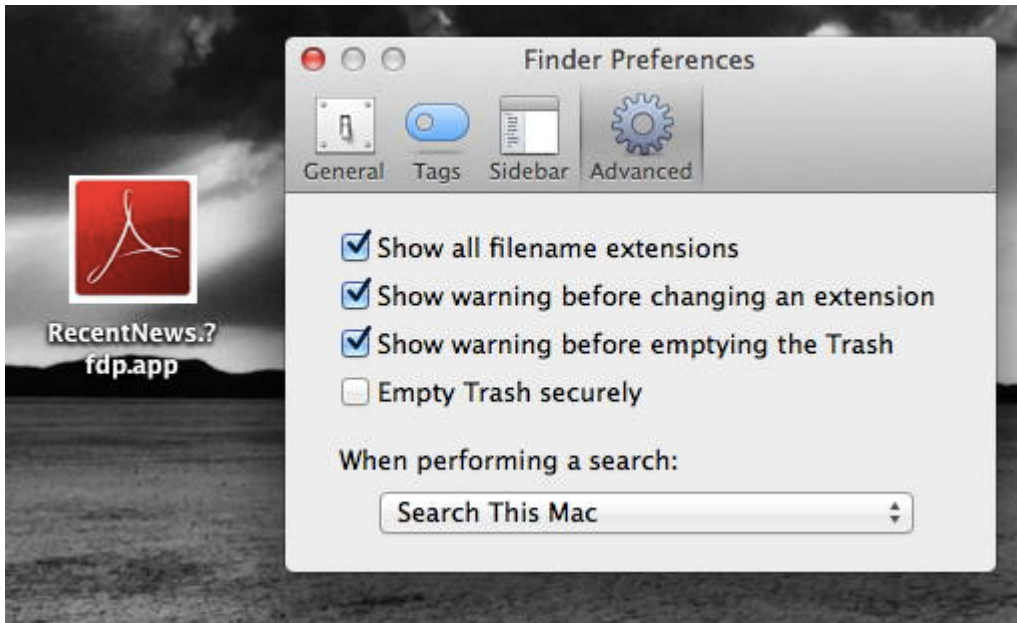 Finder Preferences
General Tags Sidebar Advanced
Show all filename extensions
Show warning before changing an extension
Show warning before emptying the Trash
Empty Trash securely
When performing a search:
Search This Mac
RecentNews.?
fdp.app